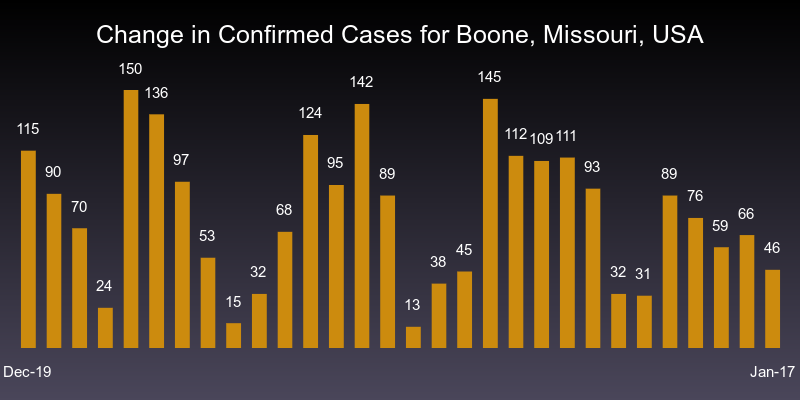 Change in Confirmed Cases for Boone, Missouri, USA
115 90 70 24 150 136 97 53 15 32 68 124 95 142 89 13 38 45 145 112 109 111 93 32 31 89 76 59 66 46
Dec-19 Jan-17